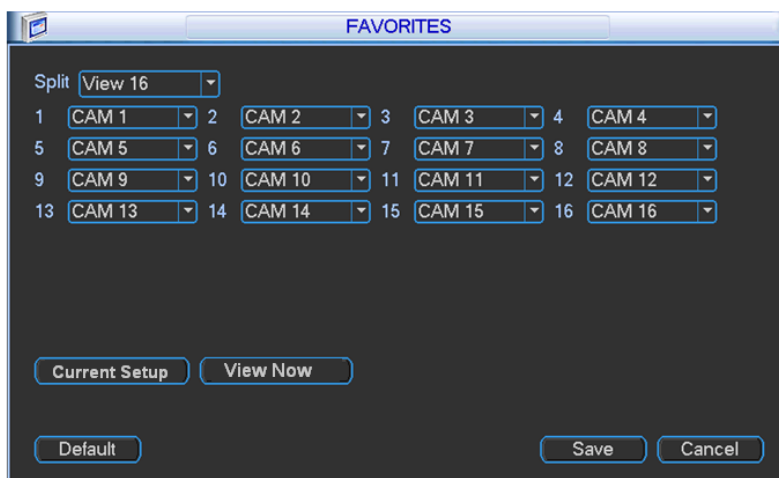 FAVORITES
Split View 16
1 CAM 1 2 CAM 2 3 CAM 3 4 CAM 4
5 CAM 5 6 CAM 6 7 CAM 7 8 CAM 8
9 CAM 9 10 CAM 10 11 CAM 11 12 CAM 12
13 CAM 13 14 CAM 14 15 CAM 15 16 CAM 16
Current Setup View Now
Default Save Cancel